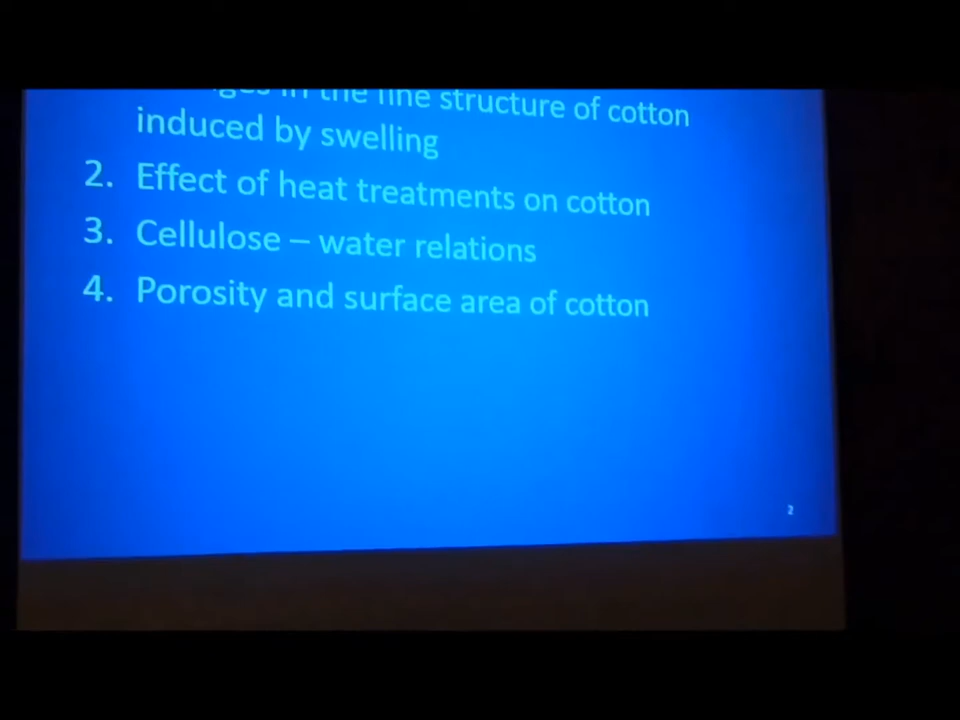 in the fine structure of cotton
induced by swelling
2. Effect of heat treatments on cotton
3. Cellulose – water relations
4. Porosity and surface area of cotton
2